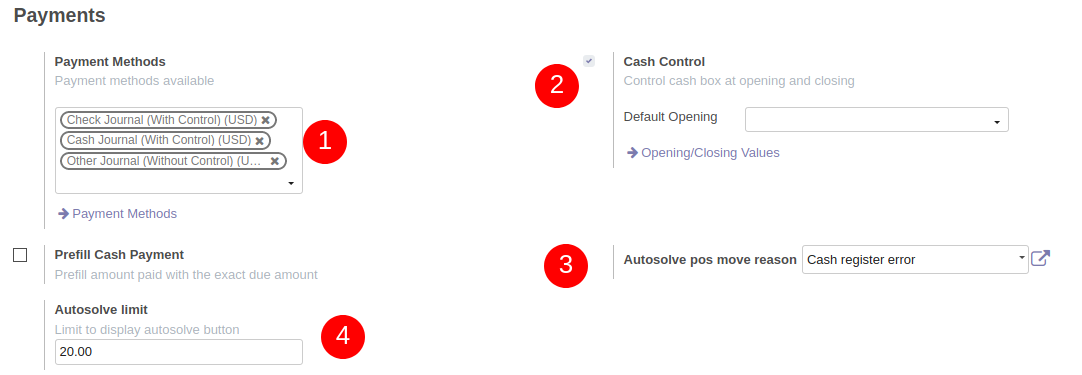 Payments
Payment Methods
Payment methods available
Check Journal (With Control) (USD)
Cash Journal (With Control) (USD)
Other Journal (Without Control) (U...
1
Payment Methods
2
Cash Control
Control cash box at opening and closing
Default Opening
Opening/Closing Values
Prefill Cash Payment
Prefill amount paid with the exact due amount
3
Autosolve pos move reason Cash register error
Autosolve limit
Limit to display autosolve button
20.00
4